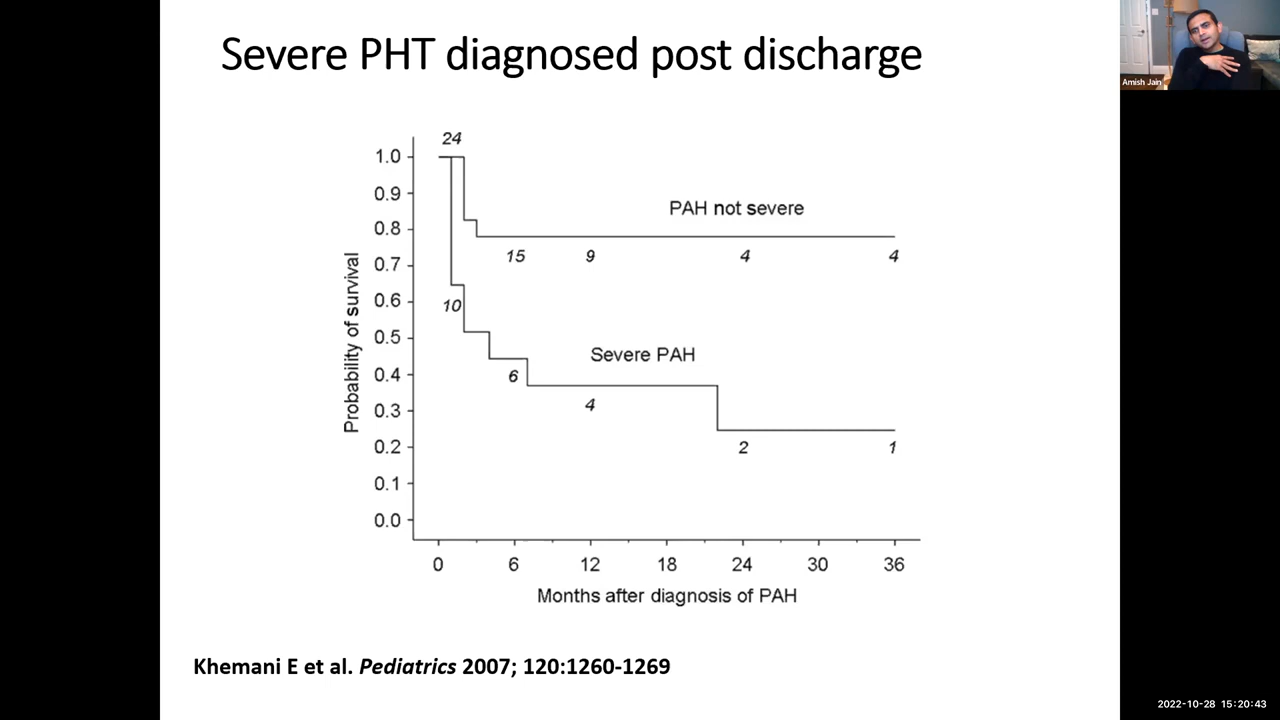 Severe PHT diagnosed post discharge
Amish Jain
24
1.0
0.9
0.8
0.7
0.6
0.5
0.4
0.3
0.2
0.1
0.0
Probability of survival
PAH not severe
15 9 4 4
10
Severe PAH
6
4
2 1
0 6 12 18 24 30 36
Months after diagnosis of PAH
Khemani E et al. Pediatrics 2007; 120:1260-1269
2022-10-28 15:20:43